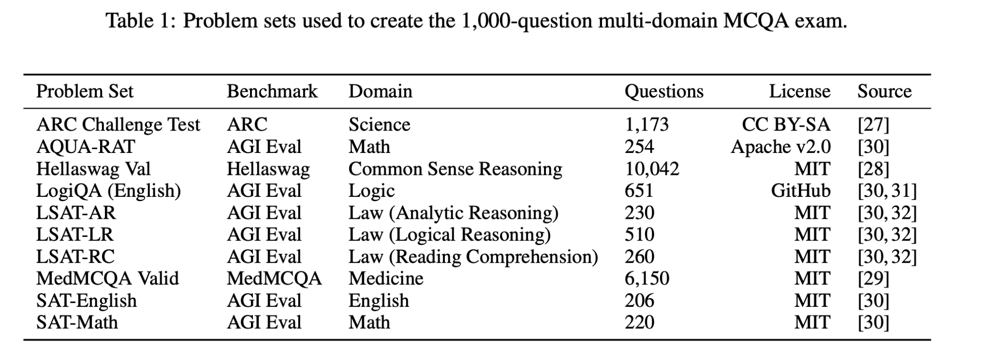 Table 1: Problem sets used to create the 1,000-question multi-domain MCQA exam.
Problem Set Benchmark Domain Questions License Source
ARC Challenge Test ARC Science 1,173 CC BY-SA [27]
AQUA-RAT AGI Eval Math 254 Apache v2.0 [30]
Hellaswag Val Hellaswag Common Sense Reasoning 10,042 MIT [28]
LogiQA (English) AGI Eval Logic 651 GitHub [30, 31]
LSAT-AR AGI Eval Law (Analytic Reasoning) 230 MIT [30, 32]
LSAT-LR AGI Eval Law (Logical Reasoning) 510 MIT [30, 32]
LSAT-RC AGI Eval Law (Reading Comprehension) 260 MIT [30, 32]
MedMCQA Valid MedMCQA Medicine 6,150 MIT [29]
SAT-English AGI Eval English 206 MIT [30]
SAT-Math AGI Eval Math 220 MIT [30]